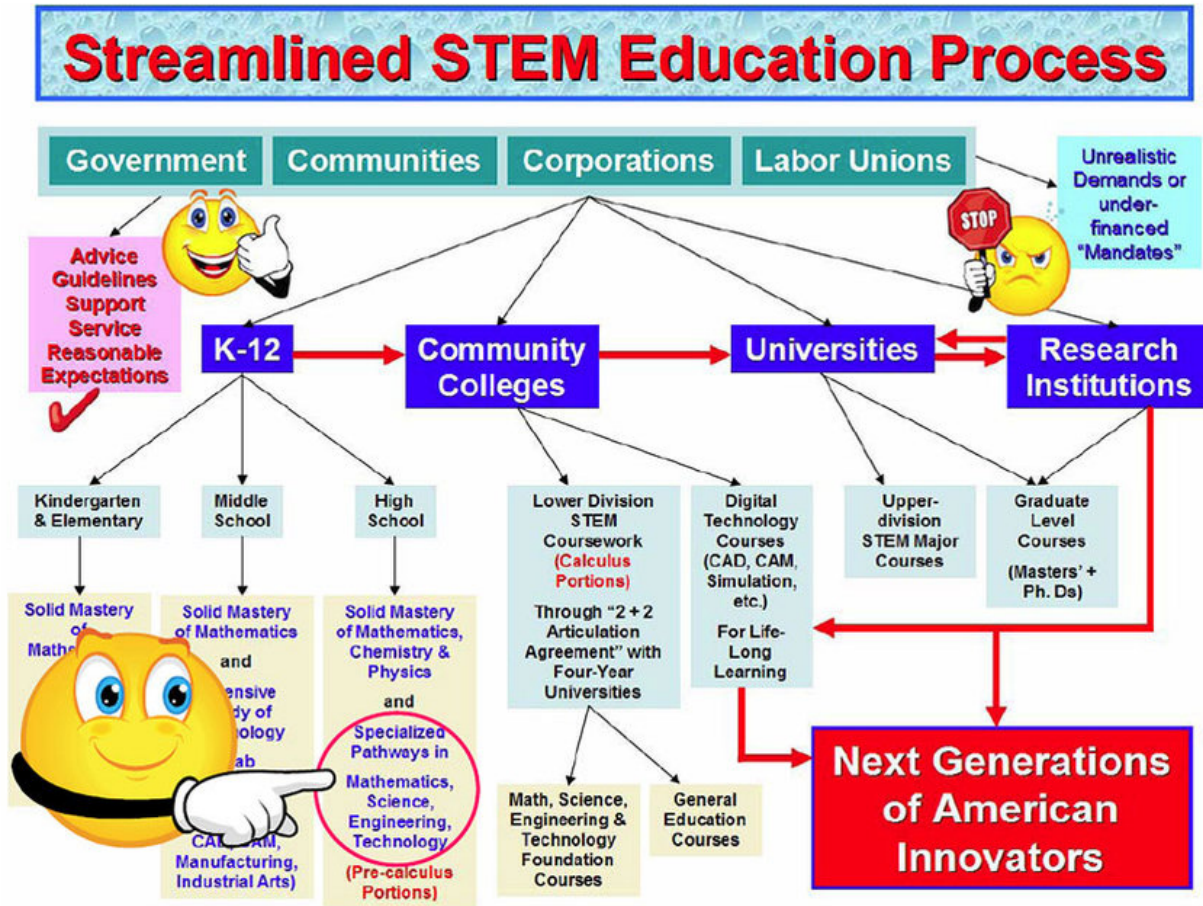 Streamlined STEM Education Process
Government
Communities
Corporations
Labor Unions
Unrealistic
Demands or
under-
financed
"Mandates"
STOP
Advice
Guidelines
Support
Service
Reasonable
Expectations
K-12
Community
Colleges
Universities
Research
Institutions
Kindergarten
& Elementary
Middle
School
High
School
Lower Division
STEM
Coursework
(Calculus
Portions)
Through "2 + 2
Articulation
Agreement" with
Four-Year
Universities
Digital
Technology
Courses
(CAD, CAM,
Simulation,
etc.)
For Life-
Long
Learning
Upper-
division
STEM Major
Courses
Graduate
Level
Courses
(Masters' +
Ph. Ds)
Solid Mastery
of
Solid Mastery
of Mathematics
and
of
Manufacturing,
Industrial Arts)
Solid Mastery
of Mathematics,
Chemistry &
Physics
and
Specialized
Pathways in
Mathematics,
Science,
Engineering,
Technology
(Pre-calculus
Portions)
Math, Science,
Engineering &
Technology
Foundation
Courses
General
Education
Courses
Next Generations
of American
Innovators